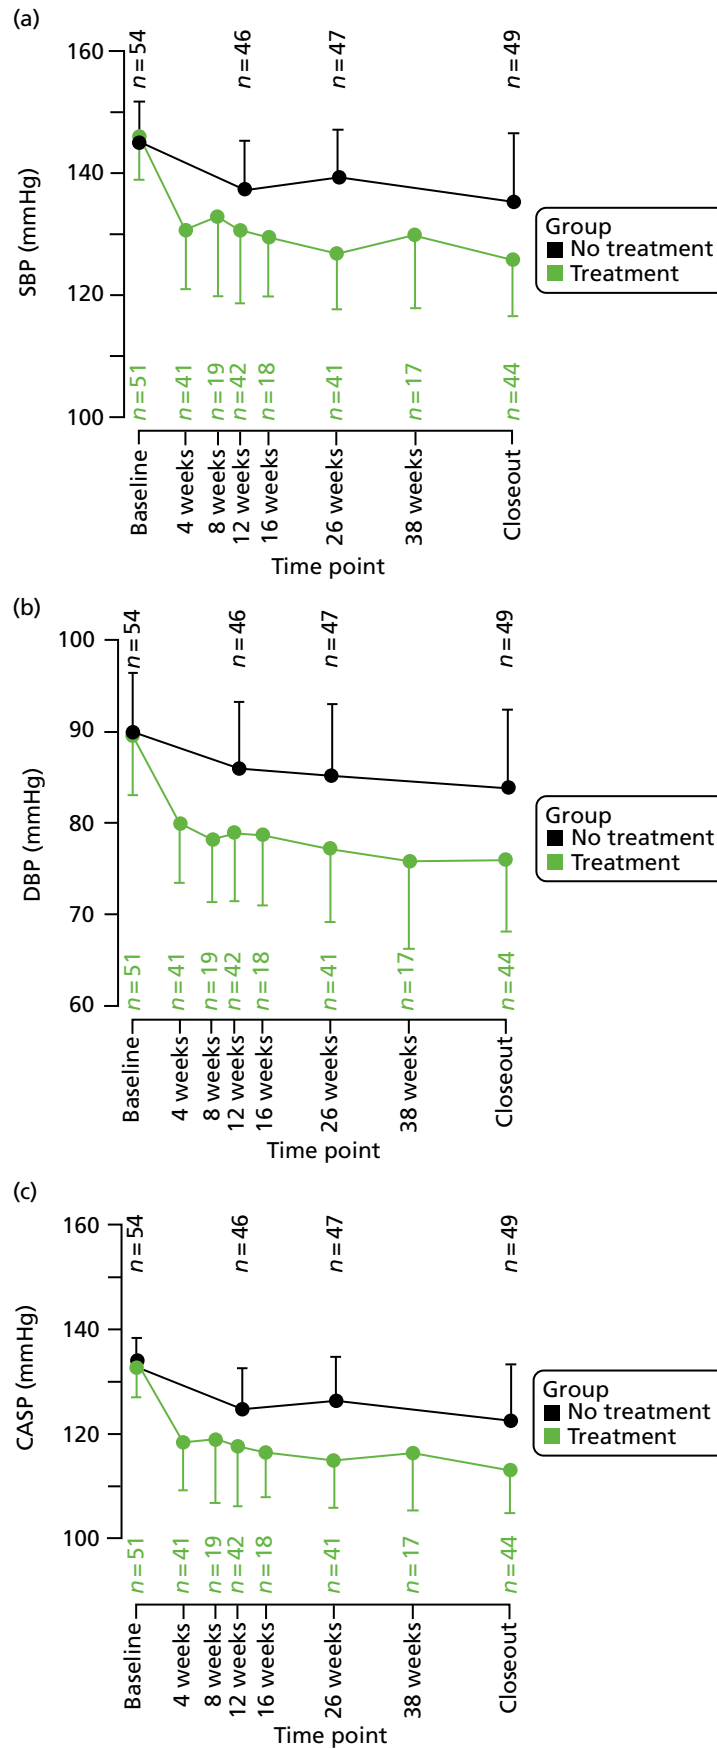 (a)
160
140
120
100
SBP (mmHg)
n=54
n=46
n=47
n=49
n=51
n=41
n=19
n=42
n=18
n=41
n=17
n=44
Baseline
4 weeks
8 weeks
12 weeks
16 weeks
26 weeks
38 weeks
Closeout
Time point
Group
No treatment
Treatment
(b)
100
90
80
70
60
DBP (mmHg)
n=54
n=46
n=47
n=49
n=51
n=41
n=19
n=42
n=18
n=41
n=17
n=44
Baseline
4 weeks
8 weeks
12 weeks
16 weeks
26 weeks
38 weeks
Closeout
Time point
Group
No treatment
Treatment
(c)
160
140
120
100
CASP (mmHg)
n=54
n=46
n=47
n=49
n=51
n=41
n=19
n=42
n=18
n=41
n=17
n=44
Baseline
4 weeks
8 weeks
12 weeks
16 weeks
26 weeks
38 weeks
Closeout
Time point
Group
No treatment
Treatment